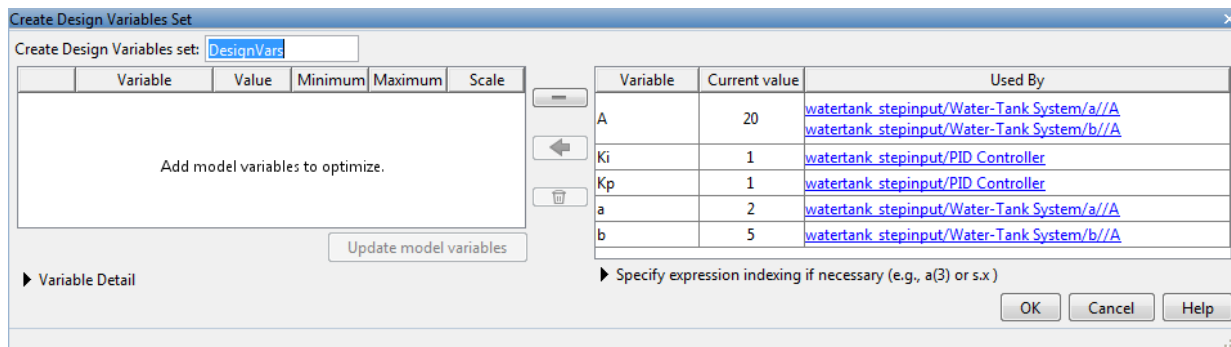 Create Design Variables Set
Create Design Variables set: DesignVars
Variable Value Minimum Maximum Scale
Add model variables to optimize.
Update model variables
Variable Detail
Variable Current value Used By
A 20 watertank_stepinput/Water-Tank System/a//A
watertank_stepinput/Water-Tank System/b//A
Ki 1 watertank_stepinput/PID Controller
Kp 1 watertank_stepinput/PID Controller
a 2 watertank_stepinput/Water-Tank System/a//A
b 5 watertank_stepinput/Water-Tank System/b//A
Specify expression indexing if necessary (e.g., a(3) or s.x )
OK Cancel Help